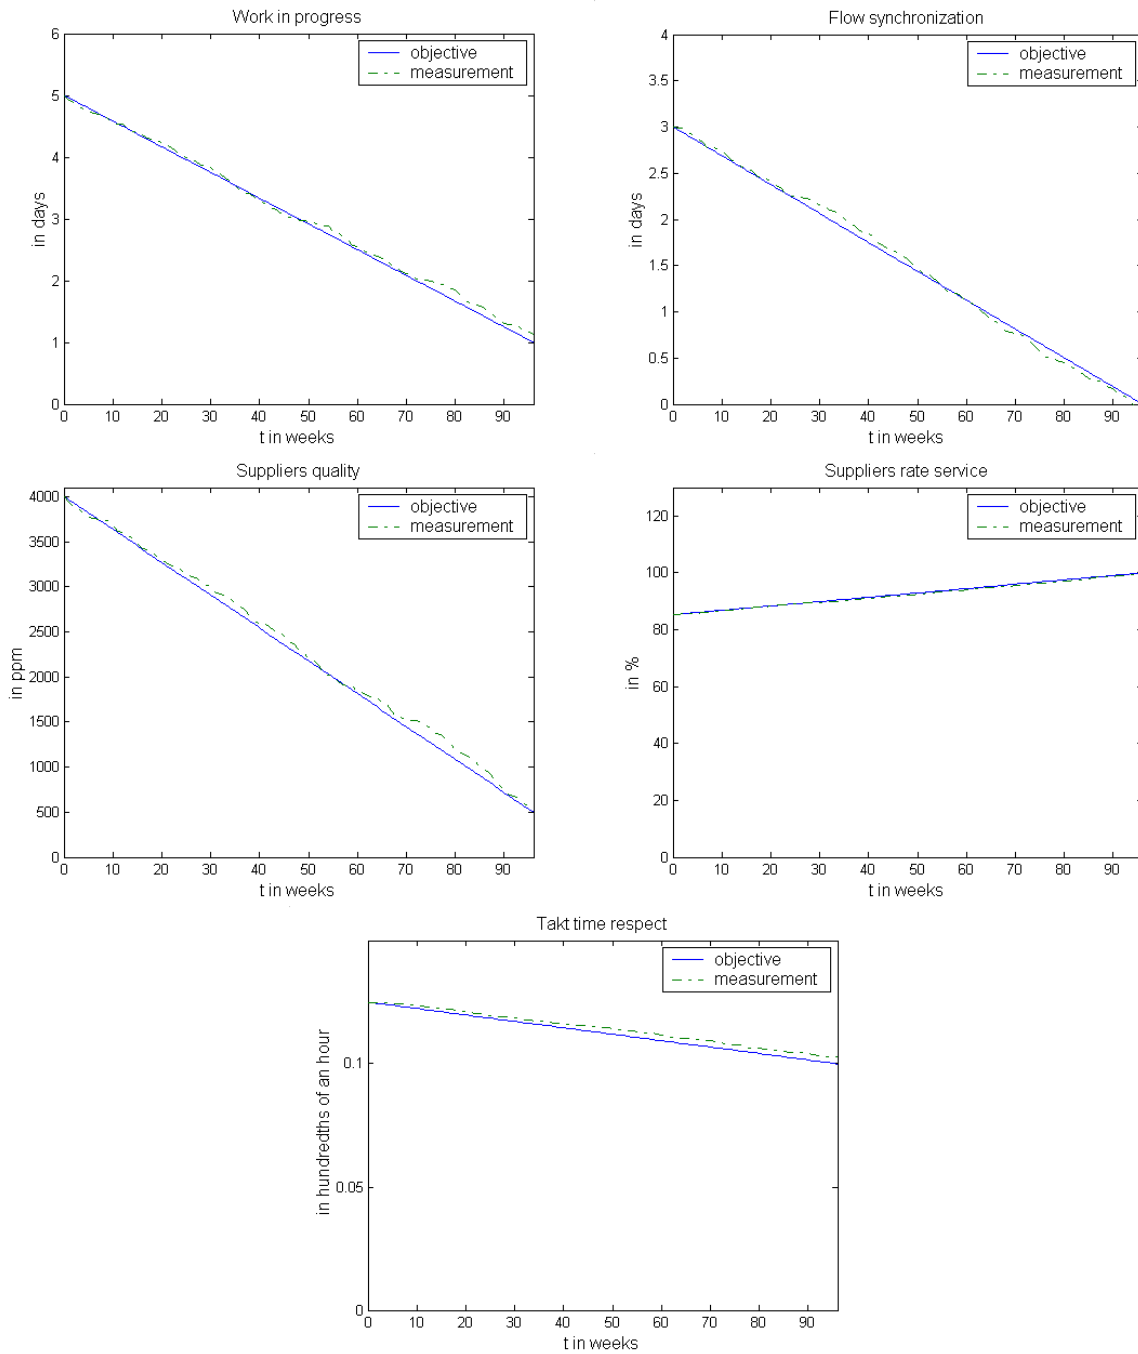 Work in progress
6
5
4
3
2
1
0
in days
objective
measurement
0 10 20 30 40 50 60 70 80 90
t in weeks
Flow synchronization
4
3.5
3
2.5
2
1.5
1
0.5
0
in days
objective
measurement
0 10 20 30 40 50 60 70 80 90
t in weeks
Suppliers quality
4000
3500
3000
2500
2000
1500
1000
500
0
in ppm
objective
measurement
0 10 20 30 40 50 60 70 80 90
t in weeks
Suppliers rate service
120
100
80
60
40
20
0
in %
objective
measurement
0 10 20 30 40 50 60 70 80 90
t in weeks
Takt time respect
0.1
0.05
0
in hundredths of an hour
objective
measurement
0 10 20 30 40 50 60 70 80 90
t in weeks